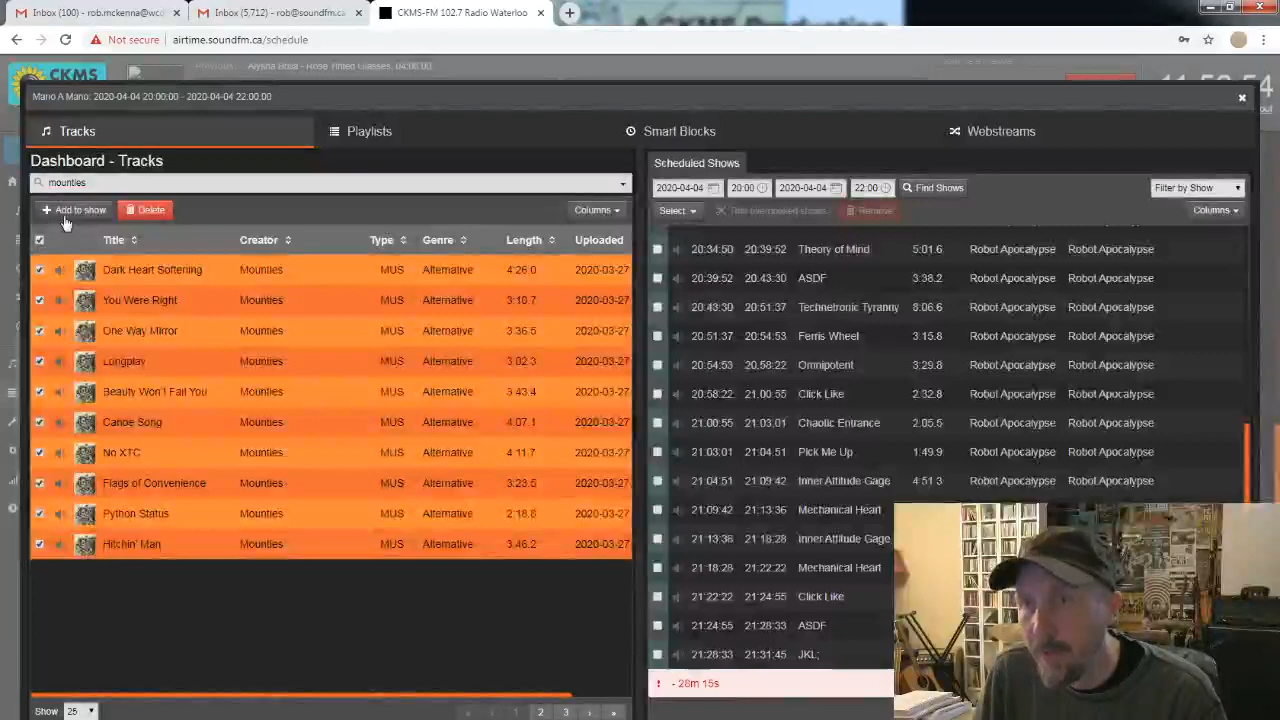 Inbox (100) - rob.mckenna@wcd
Inbox (5,712) - rob@soundfm.ca
CKMS-FM 102.7 Radio Waterloo
Not secure airtime.soundfm.ca/schedule
CKMS
Previous: Alysha Brilla - Rose Tinted Glasses, 04:06.00
Mano A Mano: 2020-04-04 20:00:00 - 2020-04-04 22:00:00
Tracks
Playlists
Smart Blocks
Webstreams
Dashboard - Tracks
mounties
Add to show
Delete
Columns
Title Creator Type Genre Length Uploaded
Dark Heart Softening Mounties MUS Alternative 4:26.0 2020-03-27
You Were Right Mounties MUS Alternative 3:10.7 2020-03-27
One Way Mirror Mounties MUS Alternative 3:36.5 2020-03-27
Longplay Mounties MUS Alternative 3:02.3 2020-03-27
Beauty Won't Fail You Mounties MUS Alternative 3:43.4 2020-03-27
Canoe Song Mounties MUS Alternative 4:07.1 2020-03-27
No XTC Mounties MUS Alternative 4:11.7 2020-03-27
Flags of Convenience Mounties MUS Alternative 3:23.5 2020-03-27
Python Status Mounties MUS Alternative 2:18.8 2020-03-27
Hitchin' Man Mounties MUS Alternative 3:46.2 2020-03-27
Show 25
1 2 3 › »
Scheduled Shows
2020-04-04 20:00 2020-04-04 22:00 Find Shows Filter by Show
Select Trim overbooked shows Remove Columns
20:34:50 20:39:52 Theory of Mind 5:01.6 Robot Apocalypse Robot Apocalypse
20:39:52 20:43:30 ASDF 3:38.2 Robot Apocalypse Robot Apocalypse
20:43:30 20:51:37 Technetronic Tyranny 8:06.6 Robot Apocalypse Robot Apocalypse
20:51:37 20:54:53 Ferris Wheel 3:15.8 Robot Apocalypse Robot Apocalypse
20:54:53 20:58:22 Omnipotent 3:29.8 Robot Apocalypse Robot Apocalypse
20:58:22 21:00:55 Click Like 2:32.8 Robot Apocalypse Robot Apocalypse
21:00:55 21:03:01 Chaotic Entrance 2:05.5 Robot Apocalypse Robot Apocalypse
21:03:01 21:04:51 Pick Me Up 1:49.9 Robot Apocalypse Robot Apocalypse
21:04:51 21:09:42 Inner Attitude Gage 4:51.3 Robot Apocalypse Robot Apocalypse
21:09:42 21:13:36 Mechanical Heart
21:13:36 21:18:28 Inner Attitude Gage
21:18:28 21:22:22 Mechanical Heart
21:22:22 21:24:55 Click Like
21:24:55 21:28:33 ASDF
21:28:33 21:31:45 JKL;
! - 28m 15s